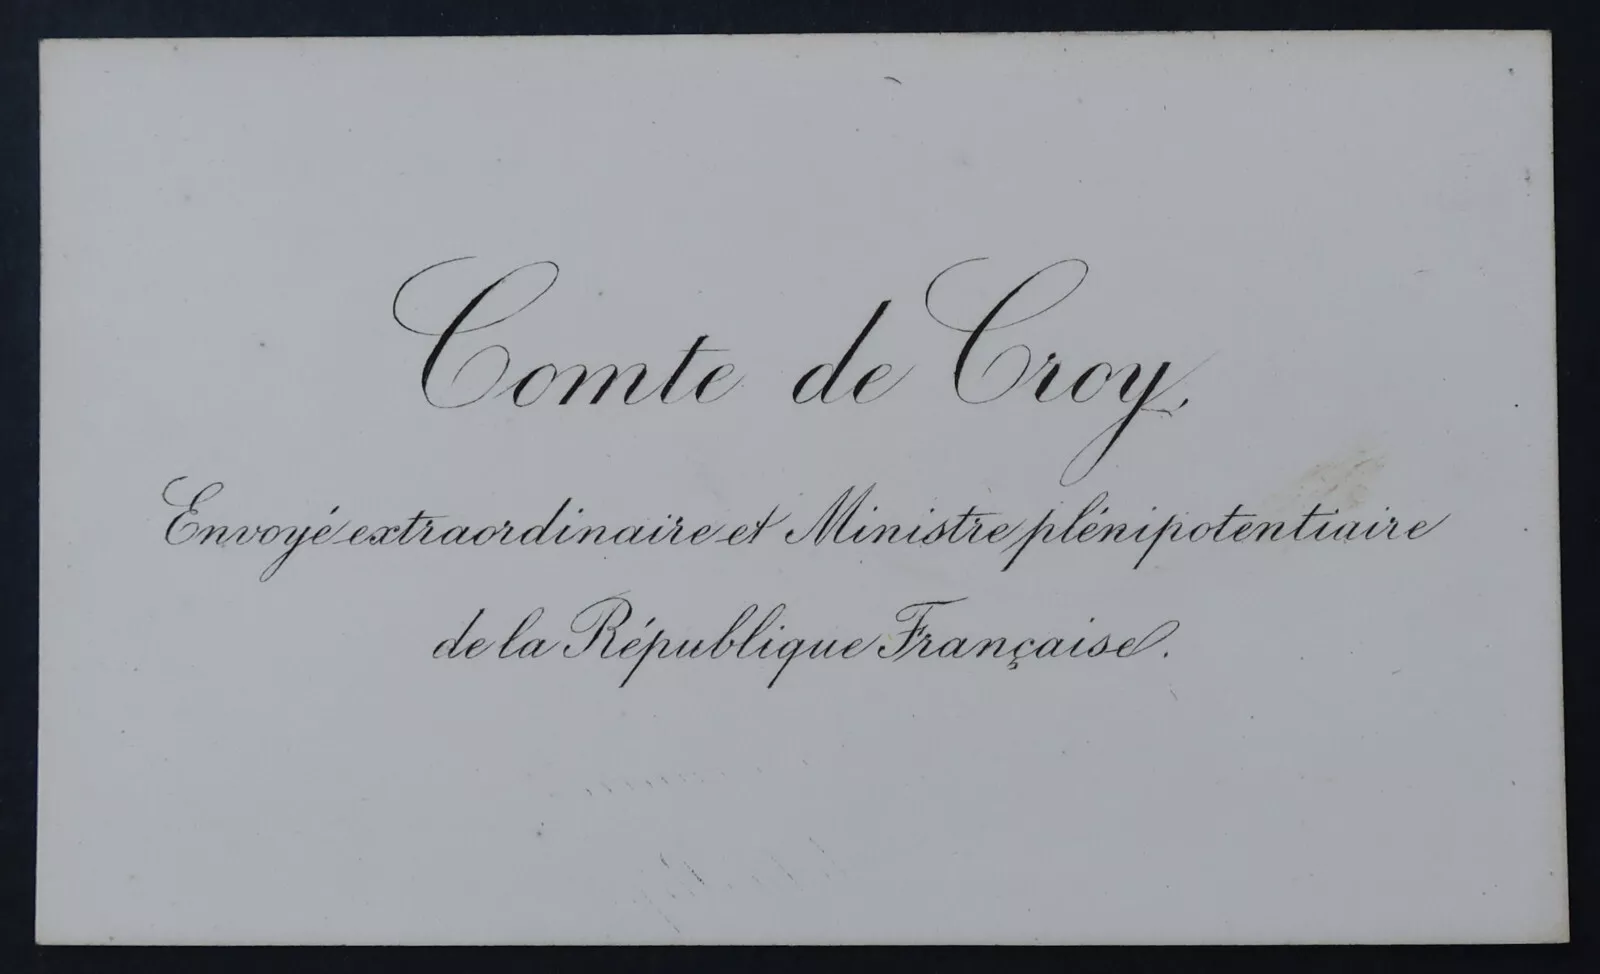 Comte de Croy,
Envoyé extraordinaire et Ministre plénipotentiaire
de la République Française.